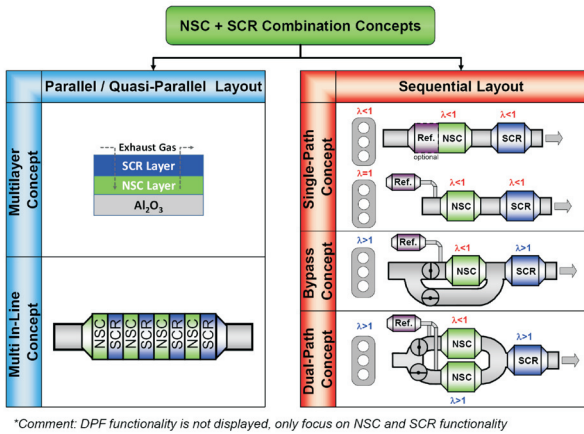 NSC + SCR Combination Concepts
Parallel / Quasi-Parallel Layout
Multilayer
Concept
Exhaust Gas
SCR Layer
NSC Layer
Al₂O₃
Multi In-Line
Concept
NSC
SCR
NSC
SCR
NSC
SCR
NSC
SCR
Sequential Layout
Single-Path
Concept
λ<1
λ<1
λ<1
Ref.
NSC
SCR
optional
λ=1
λ<1
λ<1
Ref.
NSC
SCR
Bypass
Concept
λ>1
λ<1
λ>1
Ref.
NSC
SCR
Dual-Path
Concept
λ>1
λ<1
λ>1
Ref.
NSC
SCR
NSC
λ>1
*Comment: DPF functionality is not displayed, only focus on NSC and SCR functionality